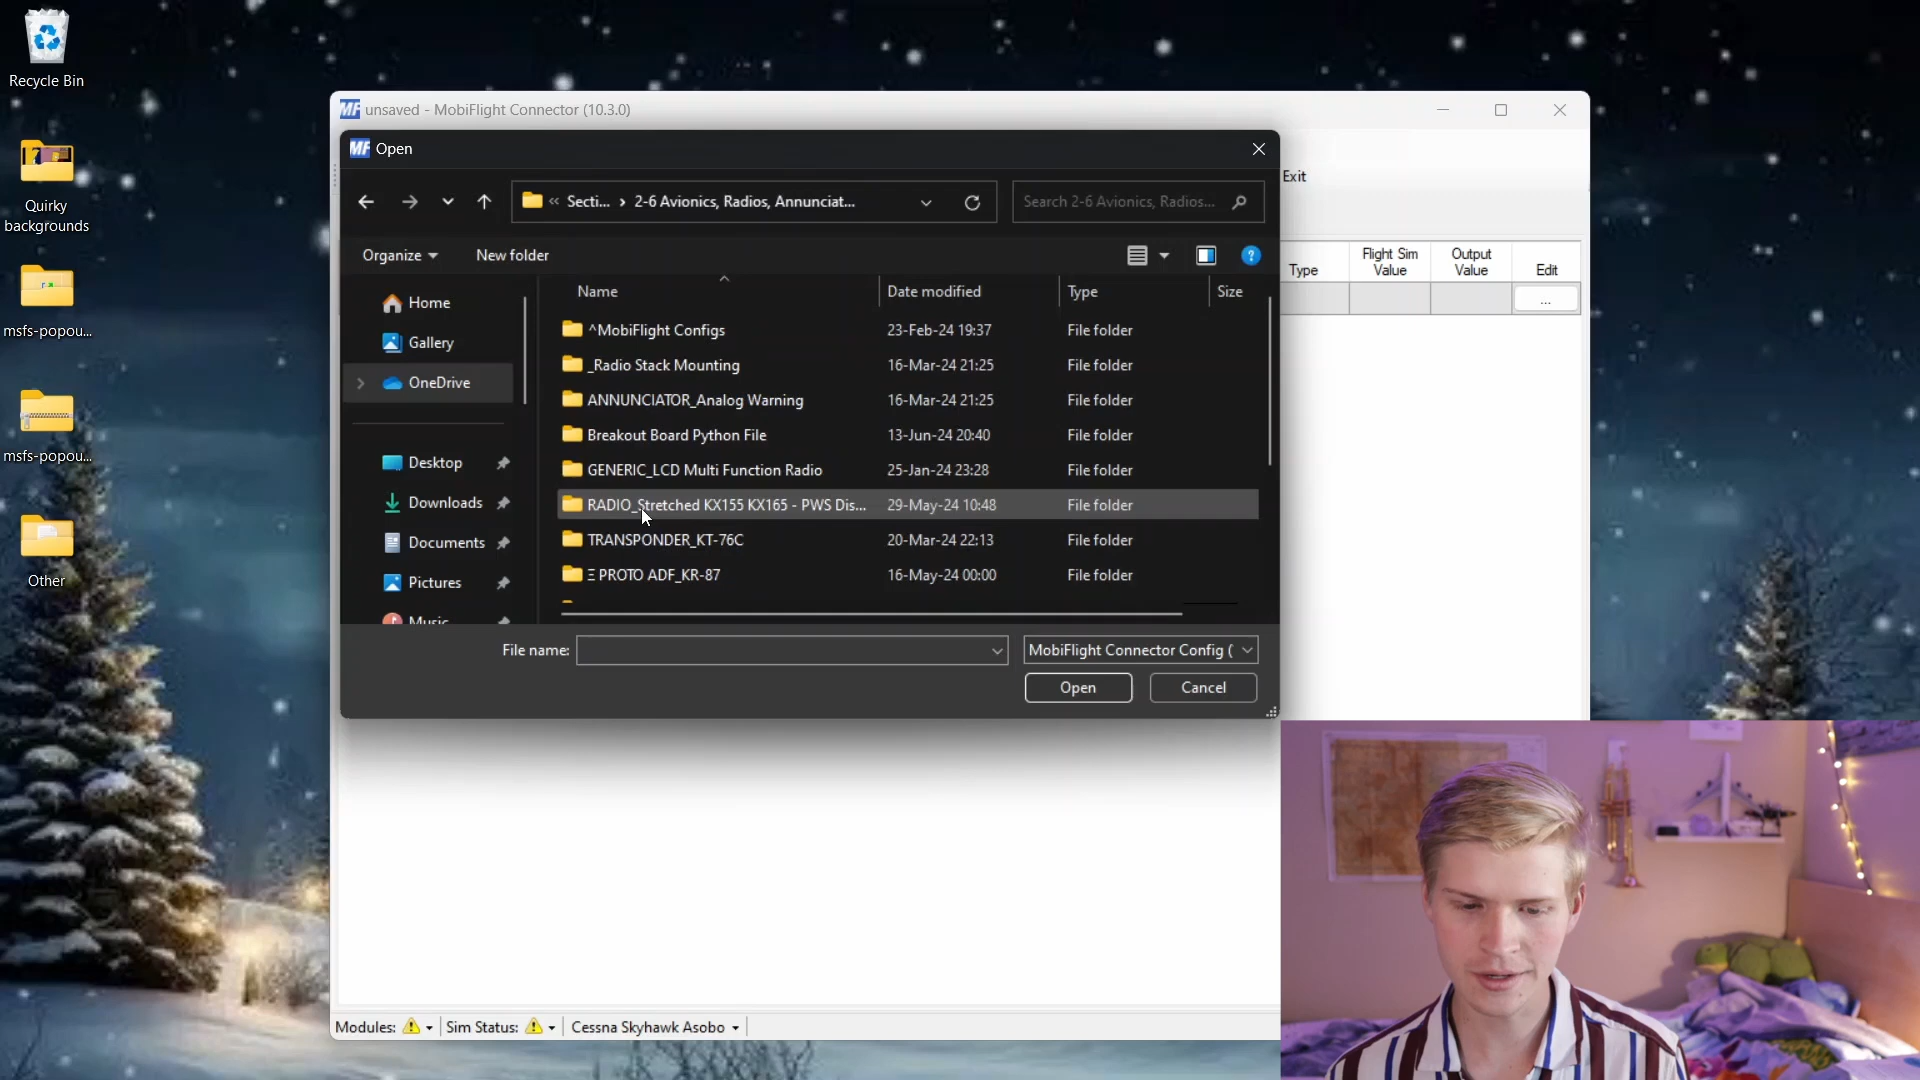 Recycle Bin
Quirky
backgrounds
msfs-popou...
msfs-popou...
Other
MF unsaved - MobiFlight Connector (10.3.0)
Exit
Type
Flight Sim
Value
Output
Value
Edit
...
MF Open
« Secti... › 2-6 Avionics, Radios, Annunciat...
Search 2-6 Avionics, Radios...
Organize
New folder
?
Home
Gallery
OneDrive
Desktop
Downloads
Documents
Pictures
Music
Name Date modified Type Size
^MobiFlight Configs 23-Feb-24 19:37 File folder
_Radio Stack Mounting 16-Mar-24 21:25 File folder
ANNUNCIATOR_Analog Warning 16-Mar-24 21:25 File folder
Breakout Board Python File 13-Jun-24 20:40 File folder
GENERIC_LCD Multi Function Radio 25-Jan-24 23:28 File folder
RADIO_Stretched KX155 KX165 - PWS Dis... 29-May-24 10:48 File folder
TRANSPONDER_KT-76C 20-Mar-24 22:13 File folder
Ξ PROTO ADF_KR-87 16-May-24 00:00 File folder
File name:
MobiFlight Connector Config (
Open
Cancel
Modules: Sim Status: Cessna Skyhawk Asobo